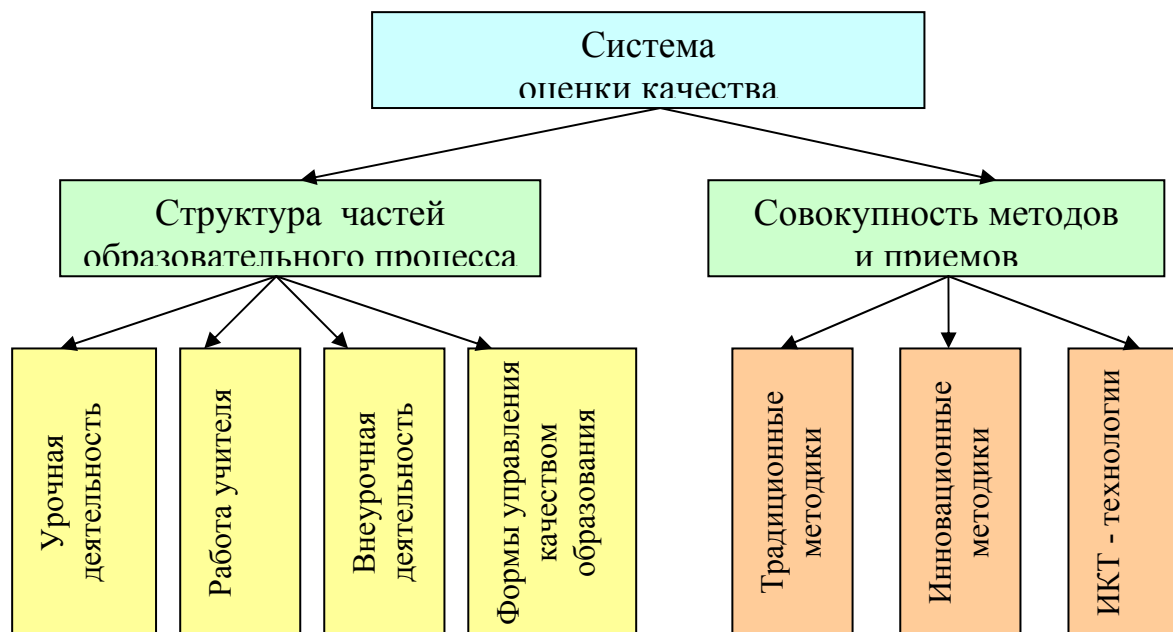 Система
оценки качества
Структура частей
образовательного процесса
Совокупность методов
и приемов
Урочная
деятельность
Работа учителя
Внеурочная
деятельность
Формы управления
качеством
образования
Традиционные
методики
Инновационные
методики
ИКТ - технологии